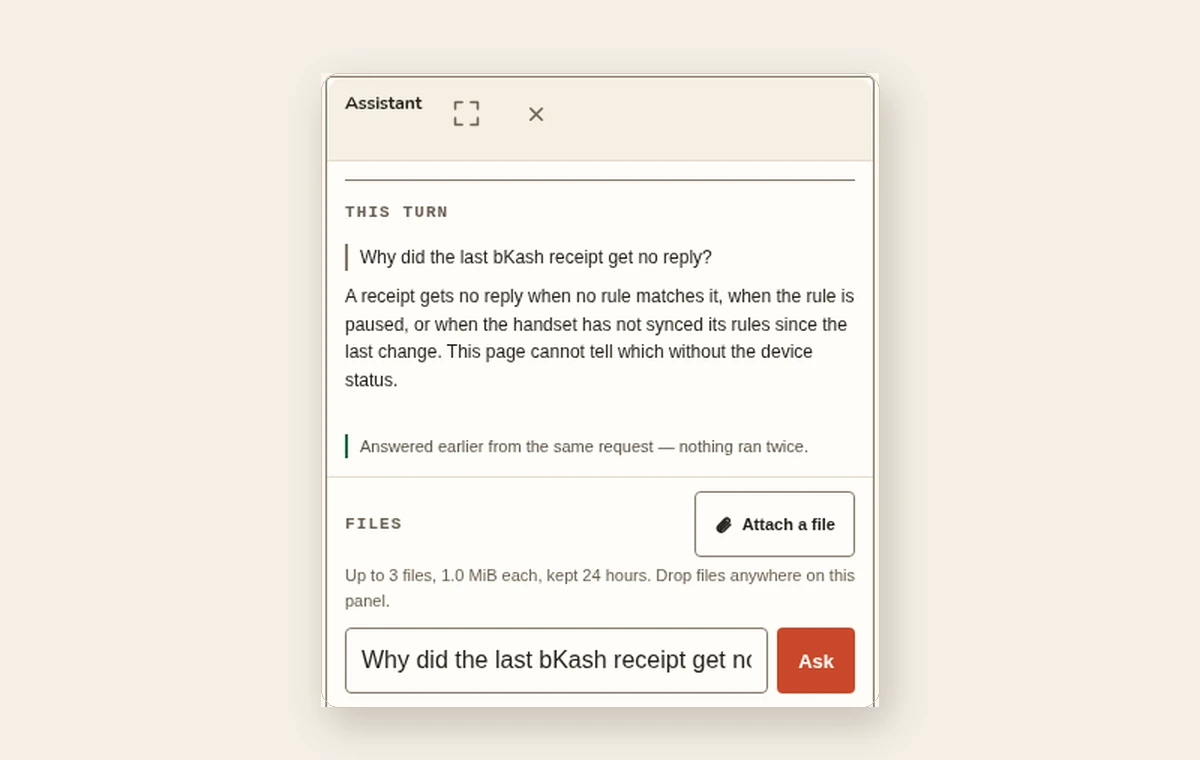 Assistant
THIS TURN
Why did the last bKash receipt get no reply?
A receipt gets no reply when no rule matches it, when the rule is
paused, or when the handset has not synced its rules since the
last change. This page cannot tell which without the device
status.
Answered earlier from the same request — nothing ran twice.
FILES
Attach a file
Up to 3 files, 1.0 MiB each, kept 24 hours. Drop files anywhere on this
panel.
Why did the last bKash receipt get
Ask